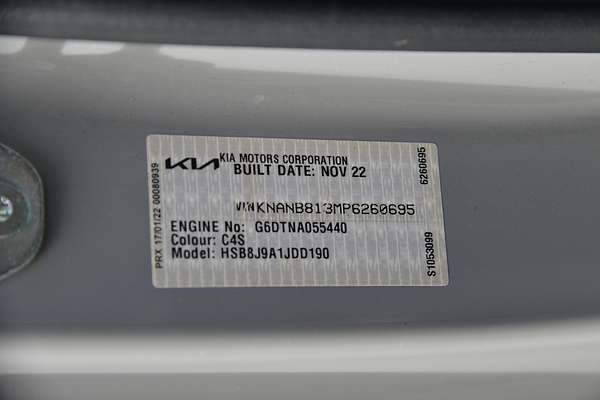 KIA KIA MOTORS CORPORATION
BUILT DATE: NOV 22
KNANB813MP6260695
ENGINE No: G6DTNA055440
Colour: C4S
Model: HSB8J9A1JDD190
PRX 17/01/22 00080939
6260695
S1053099